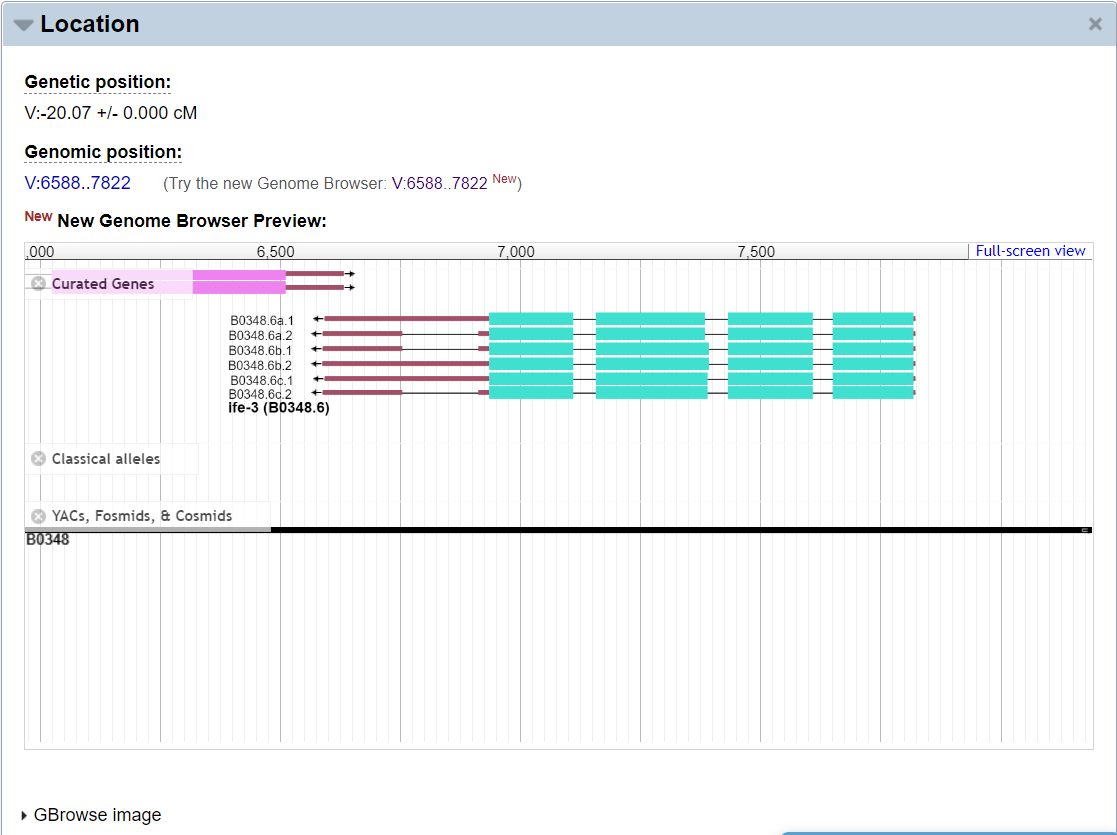 Location
Genetic position:
V:-20.07 +/- 0.000 cM
Genomic position:
V:6588..7822 (Try the new Genome Browser: V:6588..7822 New)
New New Genome Browser Preview:
,000 6,500 7,000 7,500 Full-screen view
Curated Genes
B0348.6a.1
B0348.6a.2
B0348.6b.1
B0348.6b.2
B0348.6c.1
B0348.6c.2
ife-3 (B0348.6)
Classical alleles
YACs, Fosmids, & Cosmids
B0348
GBrowse image